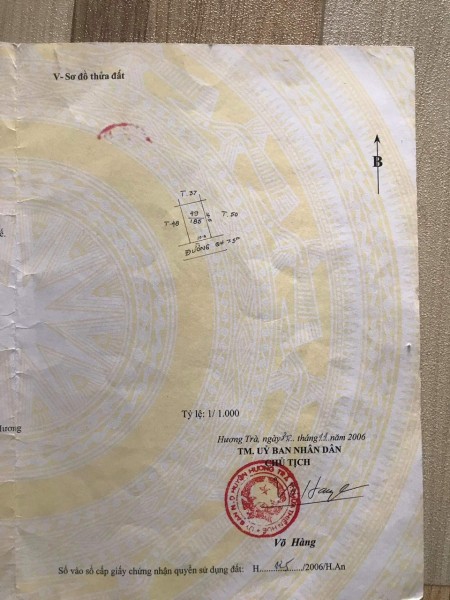 V- Sơ đồ thửa đất
B
T.37
T.48
49
188
T.50
ĐƯỜNG
ế.
Hương
Tỷ lệ: 1/ 1.000
Hương Trà, ngày tháng năm 2006
TM. UỶ BAN NHÂN DÂN
CHỦ TỊCH
Võ Hàng
Số vào sổ cấp giấy chứng nhận quyền sử dụng đất: H..../2006/H.An